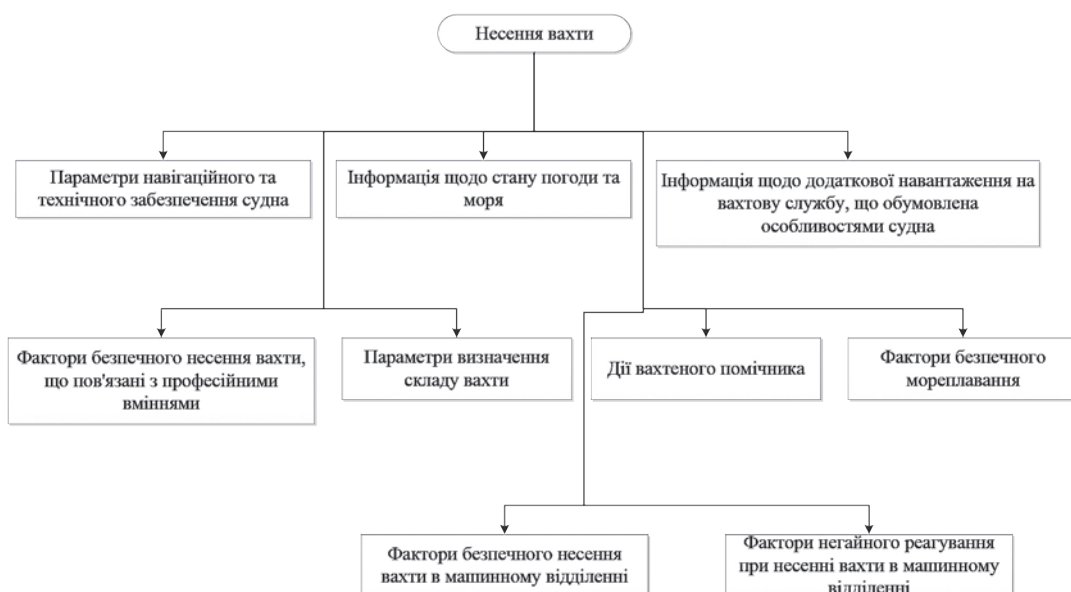 Несення вахти
Параметри навігаційного та
технічного забезпечення судна
Інформація щодо стану погоди та
моря
Інформація щодо додаткової навантаження на
вахтову службу, що обумовлена
особливостями судна
Фактори безпечного несення вахти,
що пов'язані з професійними
вміннями
Параметри визначення
складу вахти
Дії вахтеного помічника
Фактори безпечного
мореплавання
Фактори безпечного несення
вахти в машинному відділенні
Фактори негайного реагування
при несенні вахти в машинному
відділенні